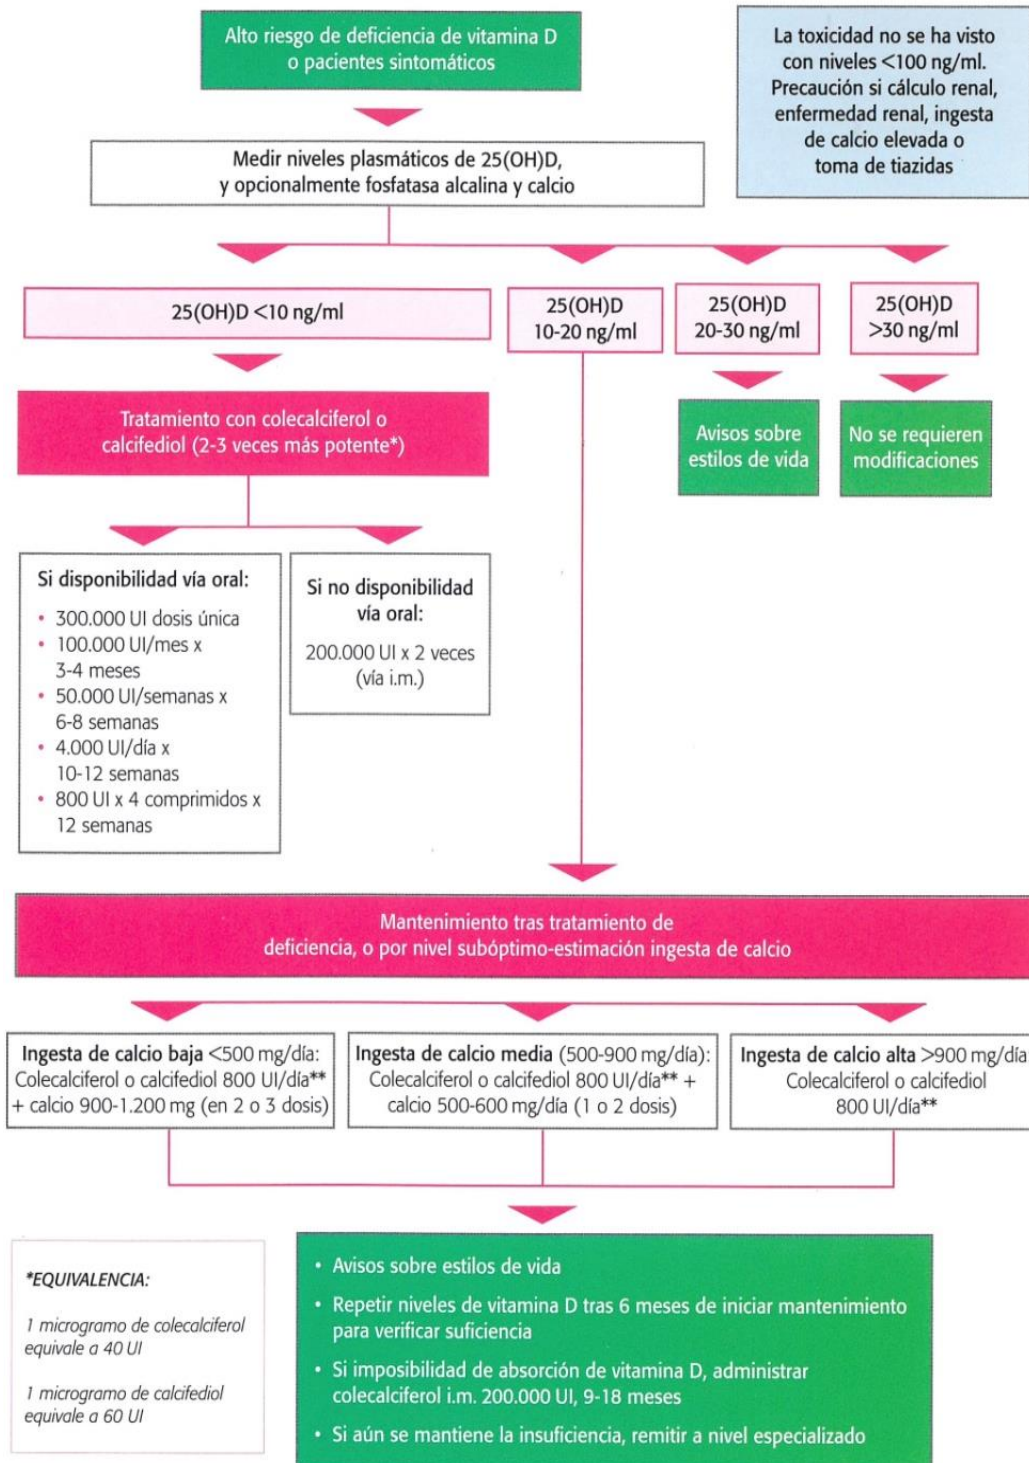 Alto riesgo de deficiencia de vitamina D
o pacientes sintomáticos
La toxicidad no se ha visto
con niveles <100 ng/ml.
Precaución si cálculo renal,
enfermedad renal, ingesta
de calcio elevada o
toma de tiazidas
Medir niveles plasmáticos de 25(OH)D,
y opcionalmente fosfatasa alcalina y calcio
25(OH)D <10 ng/ml
25(OH)D
10-20 ng/ml
25(OH)D
20-30 ng/ml
25(OH)D
>30 ng/ml
Tratamiento con colecalciferol o
calcifediol (2-3 veces más potente*)
Avisos sobre
estilos de vida
No se requieren
modificaciones
Si disponibilidad vía oral:
• 300.000 UI dosis única
• 100.000 UI/mes x
3-4 meses
• 50.000 UI/semanas x
6-8 semanas
• 4.000 UI/día x
10-12 semanas
• 800 UI x 4 comprimidos x
12 semanas
Si no disponibilidad
vía oral:
200.000 UI x 2 veces
(vía i.m.)
Mantenimiento tras tratamiento de
deficiencia, o por nivel subóptimo-estimación ingesta de calcio
Ingesta de calcio baja <500 mg/día:
Colecalciferol o calcifediol 800 UI/día**
+ calcio 900-1.200 mg (en 2 o 3 dosis)
Ingesta de calcio media (500-900 mg/día):
Colecalciferol o calcifediol 800 UI/día** +
calcio 500-600 mg/día (1 o 2 dosis)
Ingesta de calcio alta >900 mg/día:
Colecalciferol o calcifediol
800 UI/día**
*EQUIVALENCIA:
1 microgramo de colecalciferol
equivale a 40 UI
1 microgramo de calcifediol
equivale a 60 UI
• Avisos sobre estilos de vida
• Repetir niveles de vitamina D tras 6 meses de iniciar mantenimiento
para verificar suficiencia
• Si imposibilidad de absorción de vitamina D, administrar
colecalciferol i.m. 200.000 UI, 9-18 meses
• Si aún se mantiene la insuficiencia, remitir a nivel especializado